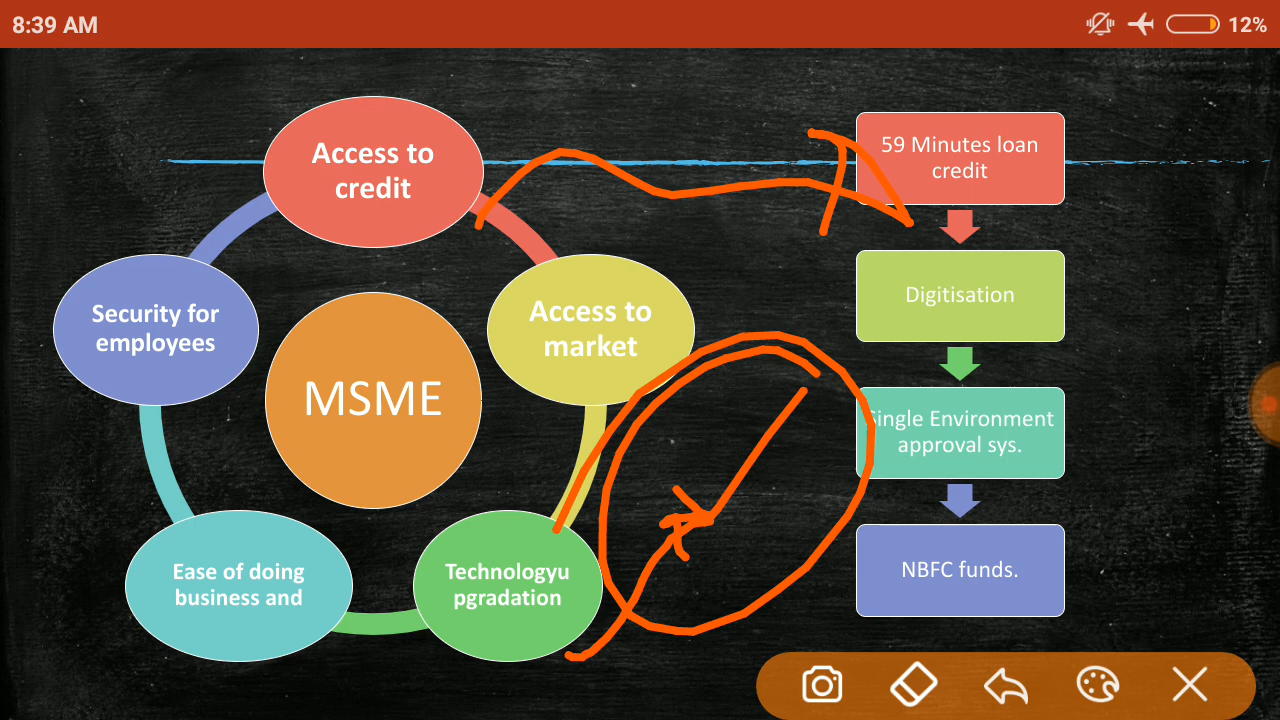 8:39 AM
12%
Access to
credit
Access to
market
Technologyu
pgradation
Ease of doing
business and
Security for
employees
MSME
59 Minutes loan
credit
Digitisation
Single Environment
approval sys.
NBFC funds.